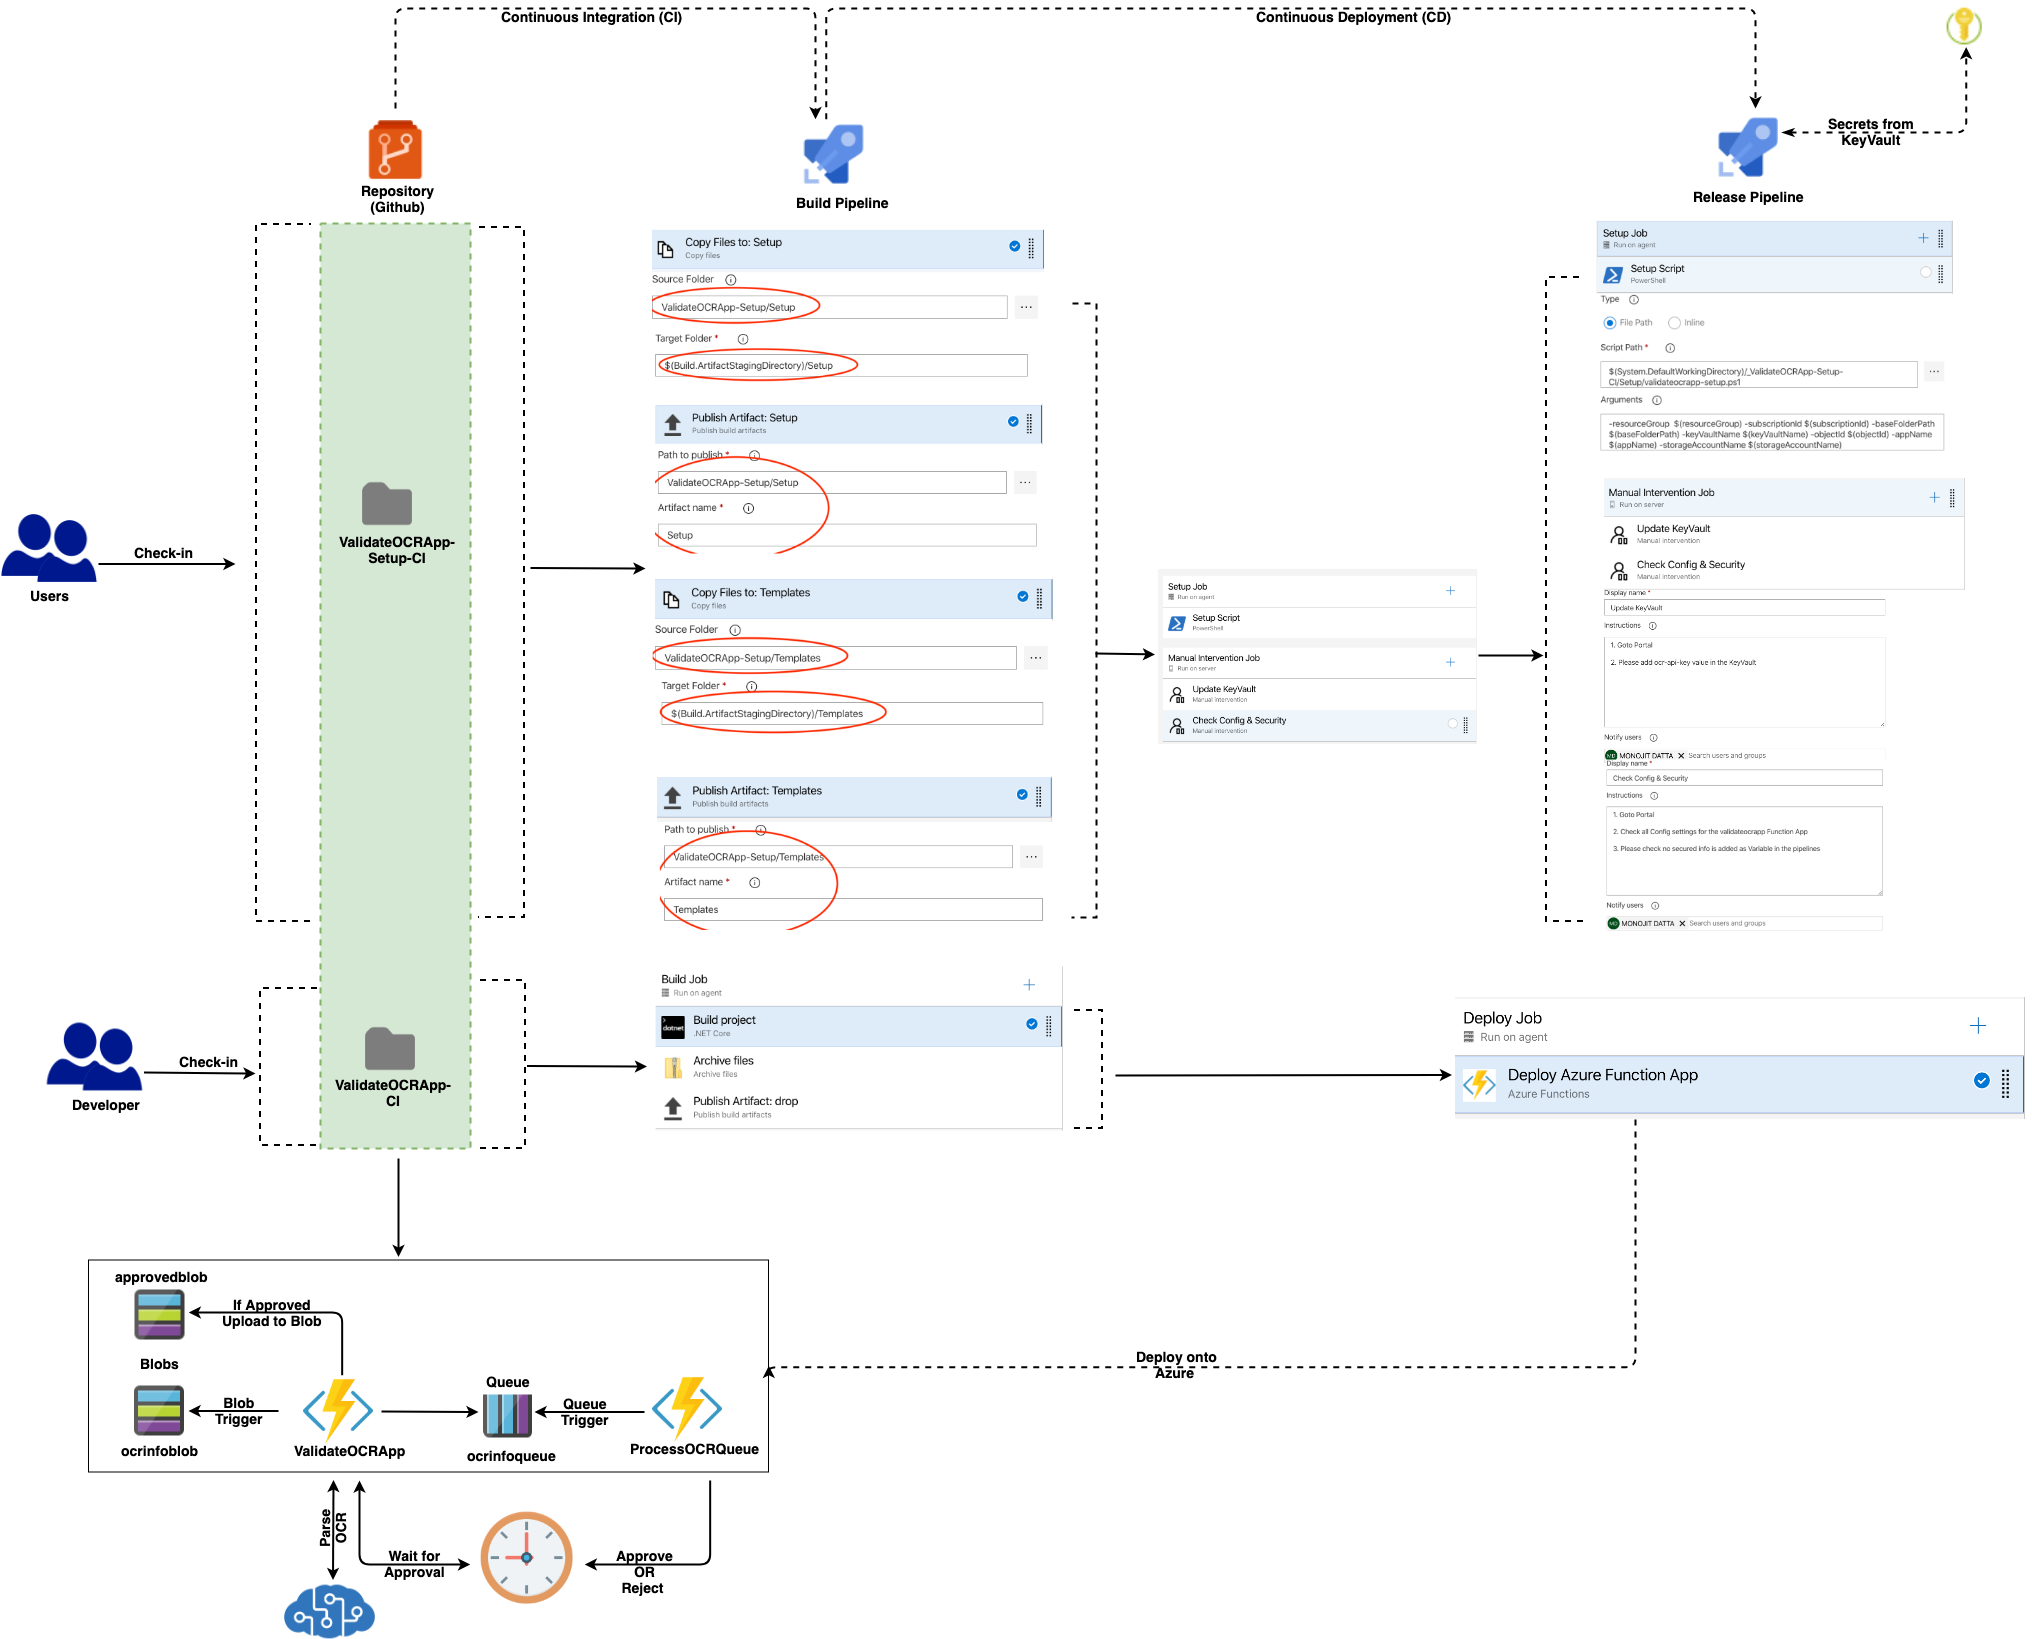 Continuous Integration (CI)
Continuous Deployment (CD)
Secrets from
KeyVault
Repository
(Github)
Build Pipeline
Release Pipeline
Users
Check-in
ValidateOCRApp-
Setup-CI
Copy Files to: Setup
Copy files
Source Folder
ValidateOCRApp-Setup/Setup
Target Folder *
$(Build.ArtifactStagingDirectory)/Setup
Publish Artifact: Setup
Publish build artifacts
Path to publish *
ValidateOCRApp-Setup/Setup
Artifact name *
Setup
Copy Files to: Templates
Copy files
Source Folder
ValidateOCRApp-Setup/Templates
Target Folder *
$(Build.ArtifactStagingDirectory)/Templates
Publish Artifact: Templates
Publish build artifacts
Path to publish *
ValidateOCRApp-Setup/Templates
Artifact name *
Templates
Setup Job
Run on agent
Setup Script
PowerShell
Manual Intervention Job
Run on server
Update KeyVault
Manual intervention
Check Config & Security
Manual intervention
Setup Job
Run on agent
Setup Script
PowerShell
Type
File Path Inline
Script Path *
$(System.DefaultWorkingDirectory)/_ValidateOCRApp-Setup-
CI/Setup/validateocrapp-setup.ps1
Arguments
-resourceGroup $(resourceGroup) -subscriptionId $(subscriptionId) -baseFolderPath
$(baseFolderPath) -keyVaultName $(keyVaultName) -objectId $(objectId) -appName
$(appName) -storageAccountName $(storageAccountName)
Manual Intervention Job
Run on server
Update KeyVault
Manual intervention
Check Config & Security
Manual intervention
Display name *
Update KeyVault
Instructions
1. Goto Portal
2. Please add ocr-api-key value in the KeyVault
Notify users
MD MONOJIT DATTA Search users and groups
Display name *
Check Config & Security
Instructions
1. Goto Portal
2. Check all Config settings for the validateocrapp Function App
3. Please check no secured info is added as Variable in the pipelines
Notify users
MD MONOJIT DATTA Search users and groups
Developer
Check-in
ValidateOCRApp-
CI
Build Job
Run on agent
dotnet
Build project
.NET Core
Archive files
Archive files
Publish Artifact: drop
Publish build artifacts
Deploy Job
Run on agent
Deploy Azure Function App
Azure Functions
Deploy onto
Azure
approvedblob
If Approved
Upload to Blob
Blobs
Blob
Trigger
ocrinfoblob
ValidateOCRApp
Queue
ocrinfoqueue
Queue
Trigger
ProcessOCRQueue
Parse
OCR
Wait for
Approval
Approve
OR
Reject